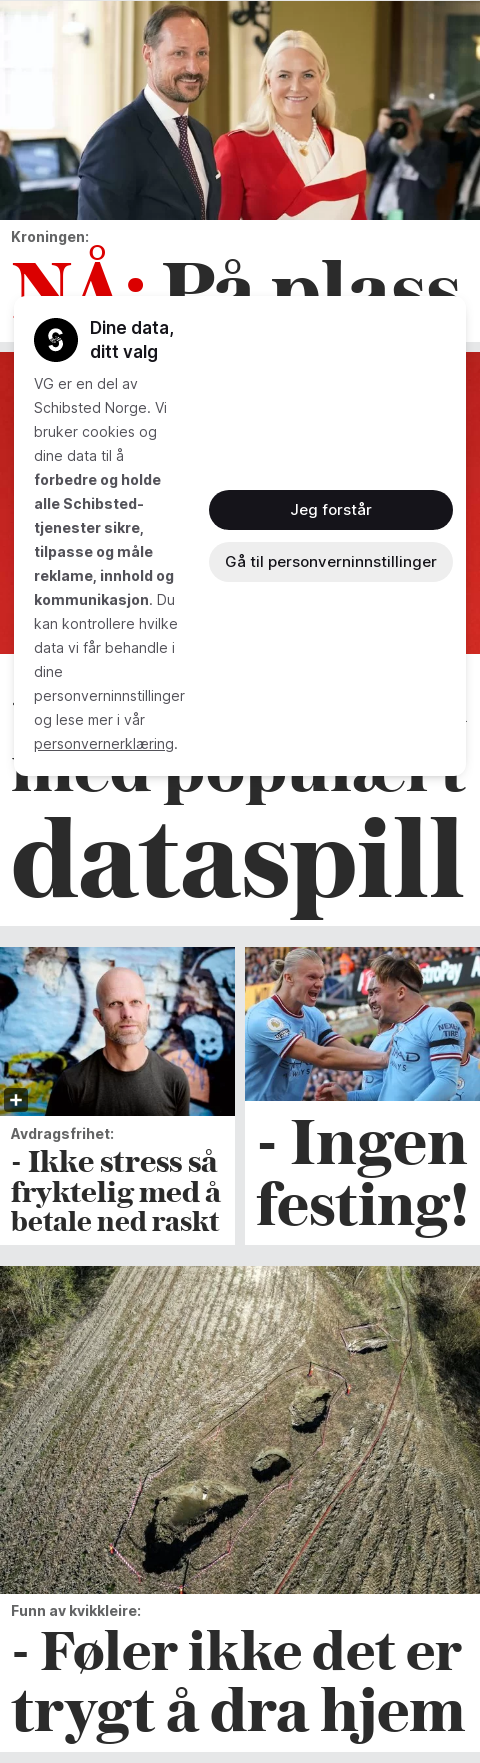 Kroningen:
NÅ: På plass
Dine data,
ditt valg
VG er en del av
Schibsted Norge. Vi
bruker cookies og
dine data til å
forbedre og holde
alle Schibsted-
tjenester sikre,
tilpasse og måle
reklame, innhold og
kommunikasjon. Du
kan kontrollere hvilke
data vi får behandle i
dine
personverninnstillinger
og lese mer i vår
personvernerklæring.
Jeg forstår
Gå til personverninnstillinger
med populært
dataspill
Avdragsfrihet:
- Ikke stress så
fryktelig med å
betale ned raskt
NEXEN
TIRE
- Ingen
festing!
Funn av kvikkleire:
- Føler ikke det er
trygt å dra hjem